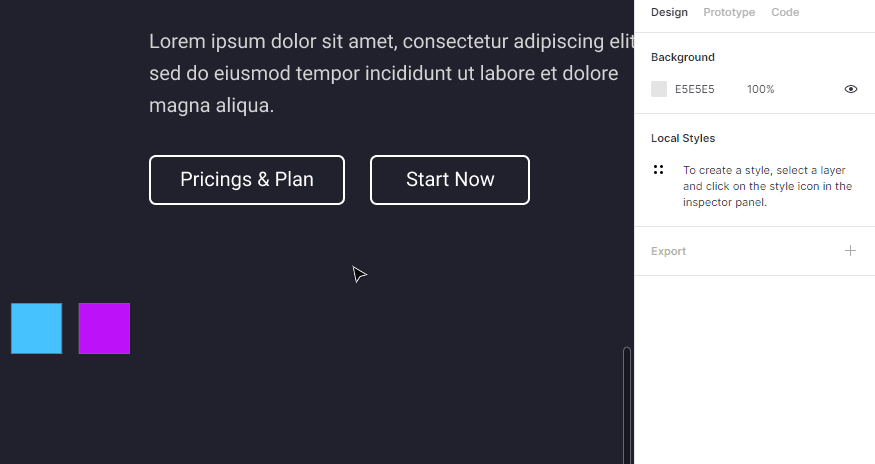 Lorem ipsum dolor sit amet, consectetur adipiscing elit
sed do eiusmod tempor incididunt ut labore et dolore
magna aliqua.
Pricings & Plan
Start Now
Design Prototype Code
Background
E5E5E5 100%
Local Styles
To create a style, select a layer
and click on the style icon in the
inspector panel.
Export